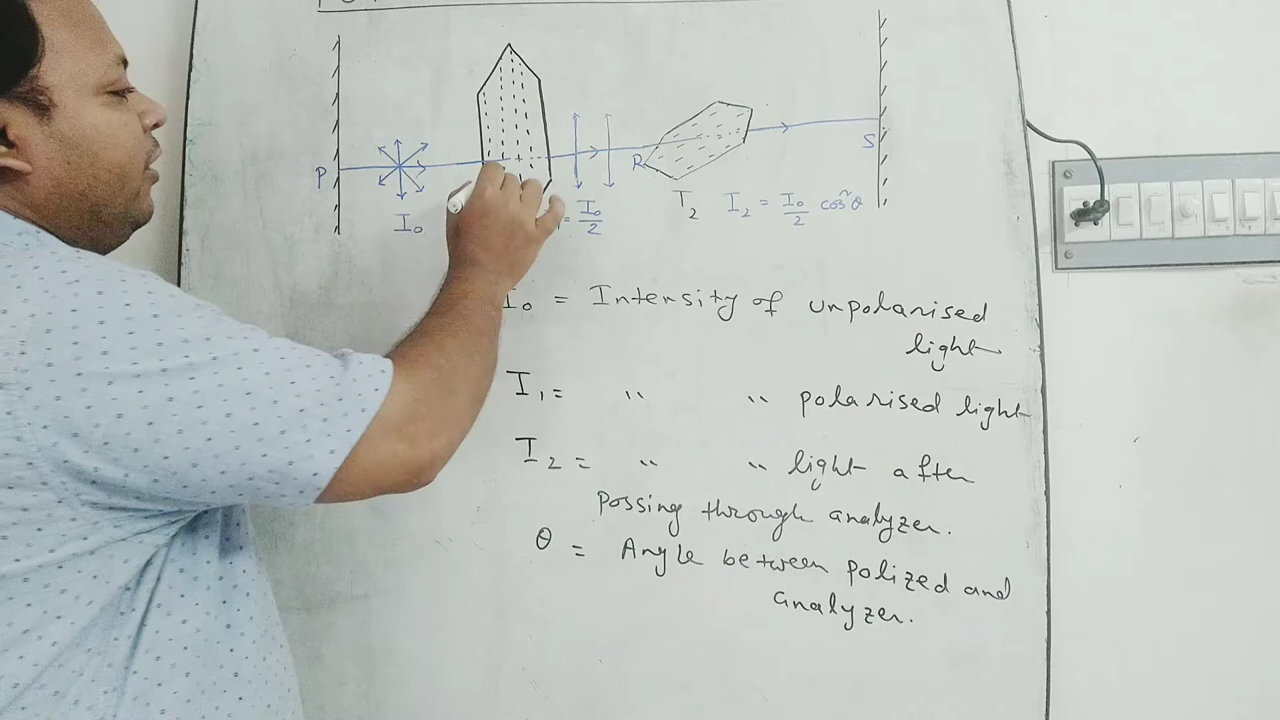 P
R
S
I₀
= I₀/2
T₂ I₂ = I₀/2 cos²θ
I₀ = Intensity of unpolarised
light
I₁ = " " polarised light
I₂ = " " light after
Possing through analyzer.
θ = Angle between polized and
analyzer.